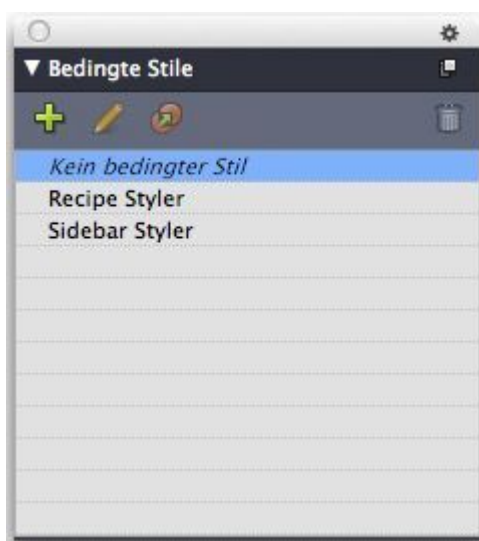 Bedingte Stile
Kein bedingter Stil
Recipe Styler
Sidebar Styler